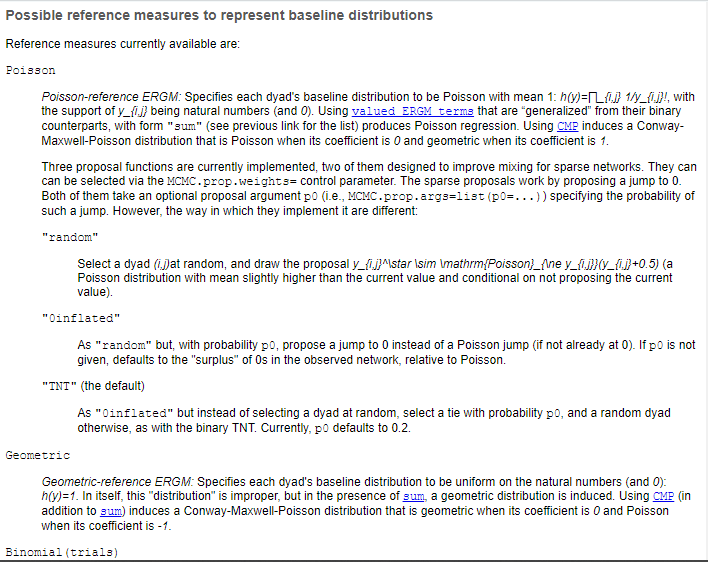 Possible reference measures to represent baseline distributions
Reference measures currently available are:
Poisson
Poisson-reference ERGM: Specifies each dyad's baseline distribution to be Poisson with mean 1: h(y)=∏_{i,j} 1/y_{i,j}!, with
the support of y_{i,j} being natural numbers (and 0). Using valued ERGM terms that are "generalized" from their binary
counterparts, with form "sum" (see previous link for the list) produces Poisson regression. Using CMP induces a Conway-
Maxwell-Poisson distribution that is Poisson when its coefficient is 0 and geometric when its coefficient is 1.
Three proposal functions are currently implemented, two of them designed to improve mixing for sparse networks. They can
can be selected via the MCMC.prop.weights= control parameter. The sparse proposals work by proposing a jump to 0.
Both of them take an optional proposal argument p0 (i.e., MCMC.prop.args=list(p0=...)) specifying the probability of
such a jump. However, the way in which they implement it are different:
"random"
Select a dyad (i,j)at random, and draw the proposal y_{i,j}^\star \sim \mathrm{Poisson}_{\ne y_{i,j}}(y_{i,j}+0.5) (a
Poisson distribution with mean slightly higher than the current value and conditional on not proposing the current
value).
"0inflated"
As "random" but, with probability p0, propose a jump to 0 instead of a Poisson jump (if not already at 0). If p0 is not
given, defaults to the "surplus" of 0s in the observed network, relative to Poisson.
"TNT" (the default)
As "0inflated" but instead of selecting a dyad at random, select a tie with probability p0, and a random dyad
otherwise, as with the binary TNT. Currently, p0 defaults to 0.2.
Geometric
Geometric-reference ERGM: Specifies each dyad's baseline distribution to be uniform on the natural numbers (and 0):
h(y)=1. In itself, this "distribution" is improper, but in the presence of sum, a geometric distribution is induced. Using CMP (in
addition to sum) induces a Conway-Maxwell-Poisson distribution that is geometric when its coefficient is 0 and Poisson
when its coefficient is -1.
Binomial(trials)